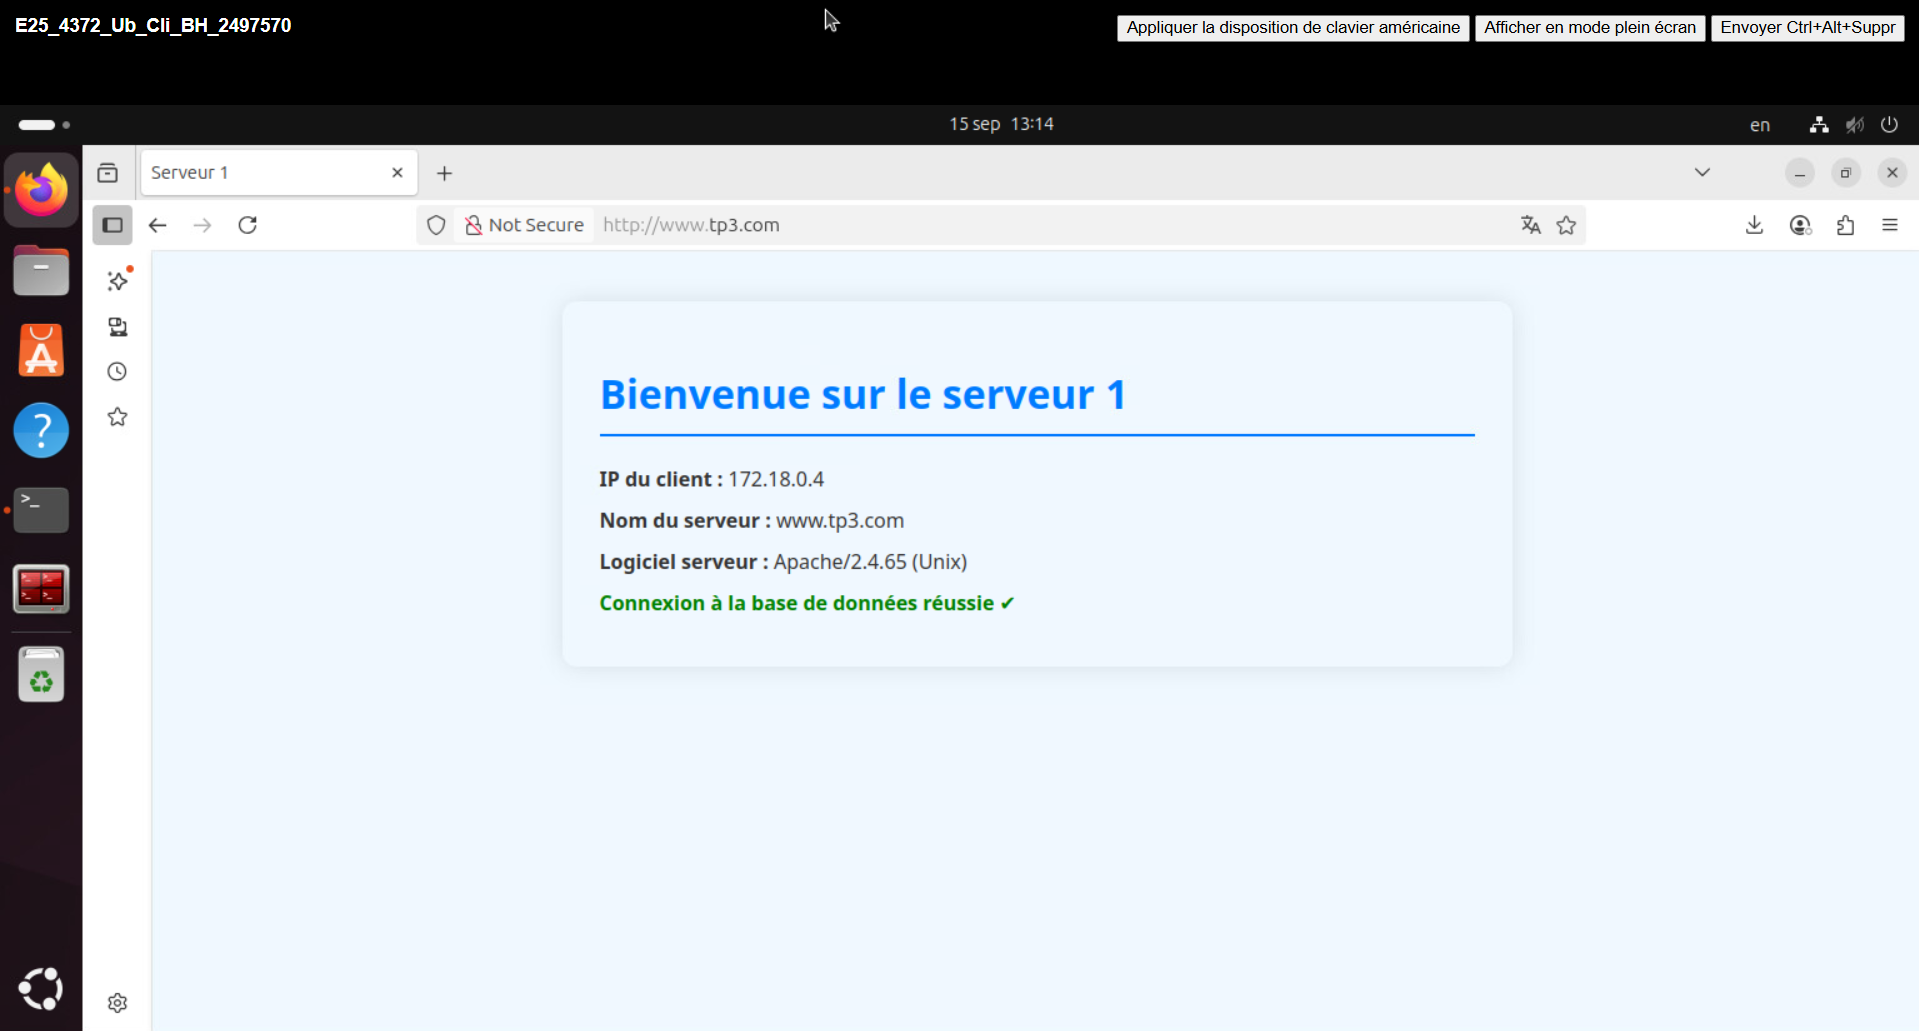 E25_4372_Ub_Cli_BH_2497570
Appliquer la disposition de clavier américaine
Afficher en mode plein écran
Envoyer Ctrl+Alt+Suppr
15 sep 13:14
en
Serveur 1
Not Secure
http://www.tp3.com
Bienvenue sur le serveur 1
IP du client : 172.18.0.4
Nom du serveur : www.tp3.com
Logiciel serveur : Apache/2.4.65 (Unix)
Connexion à la base de données réussie ✔